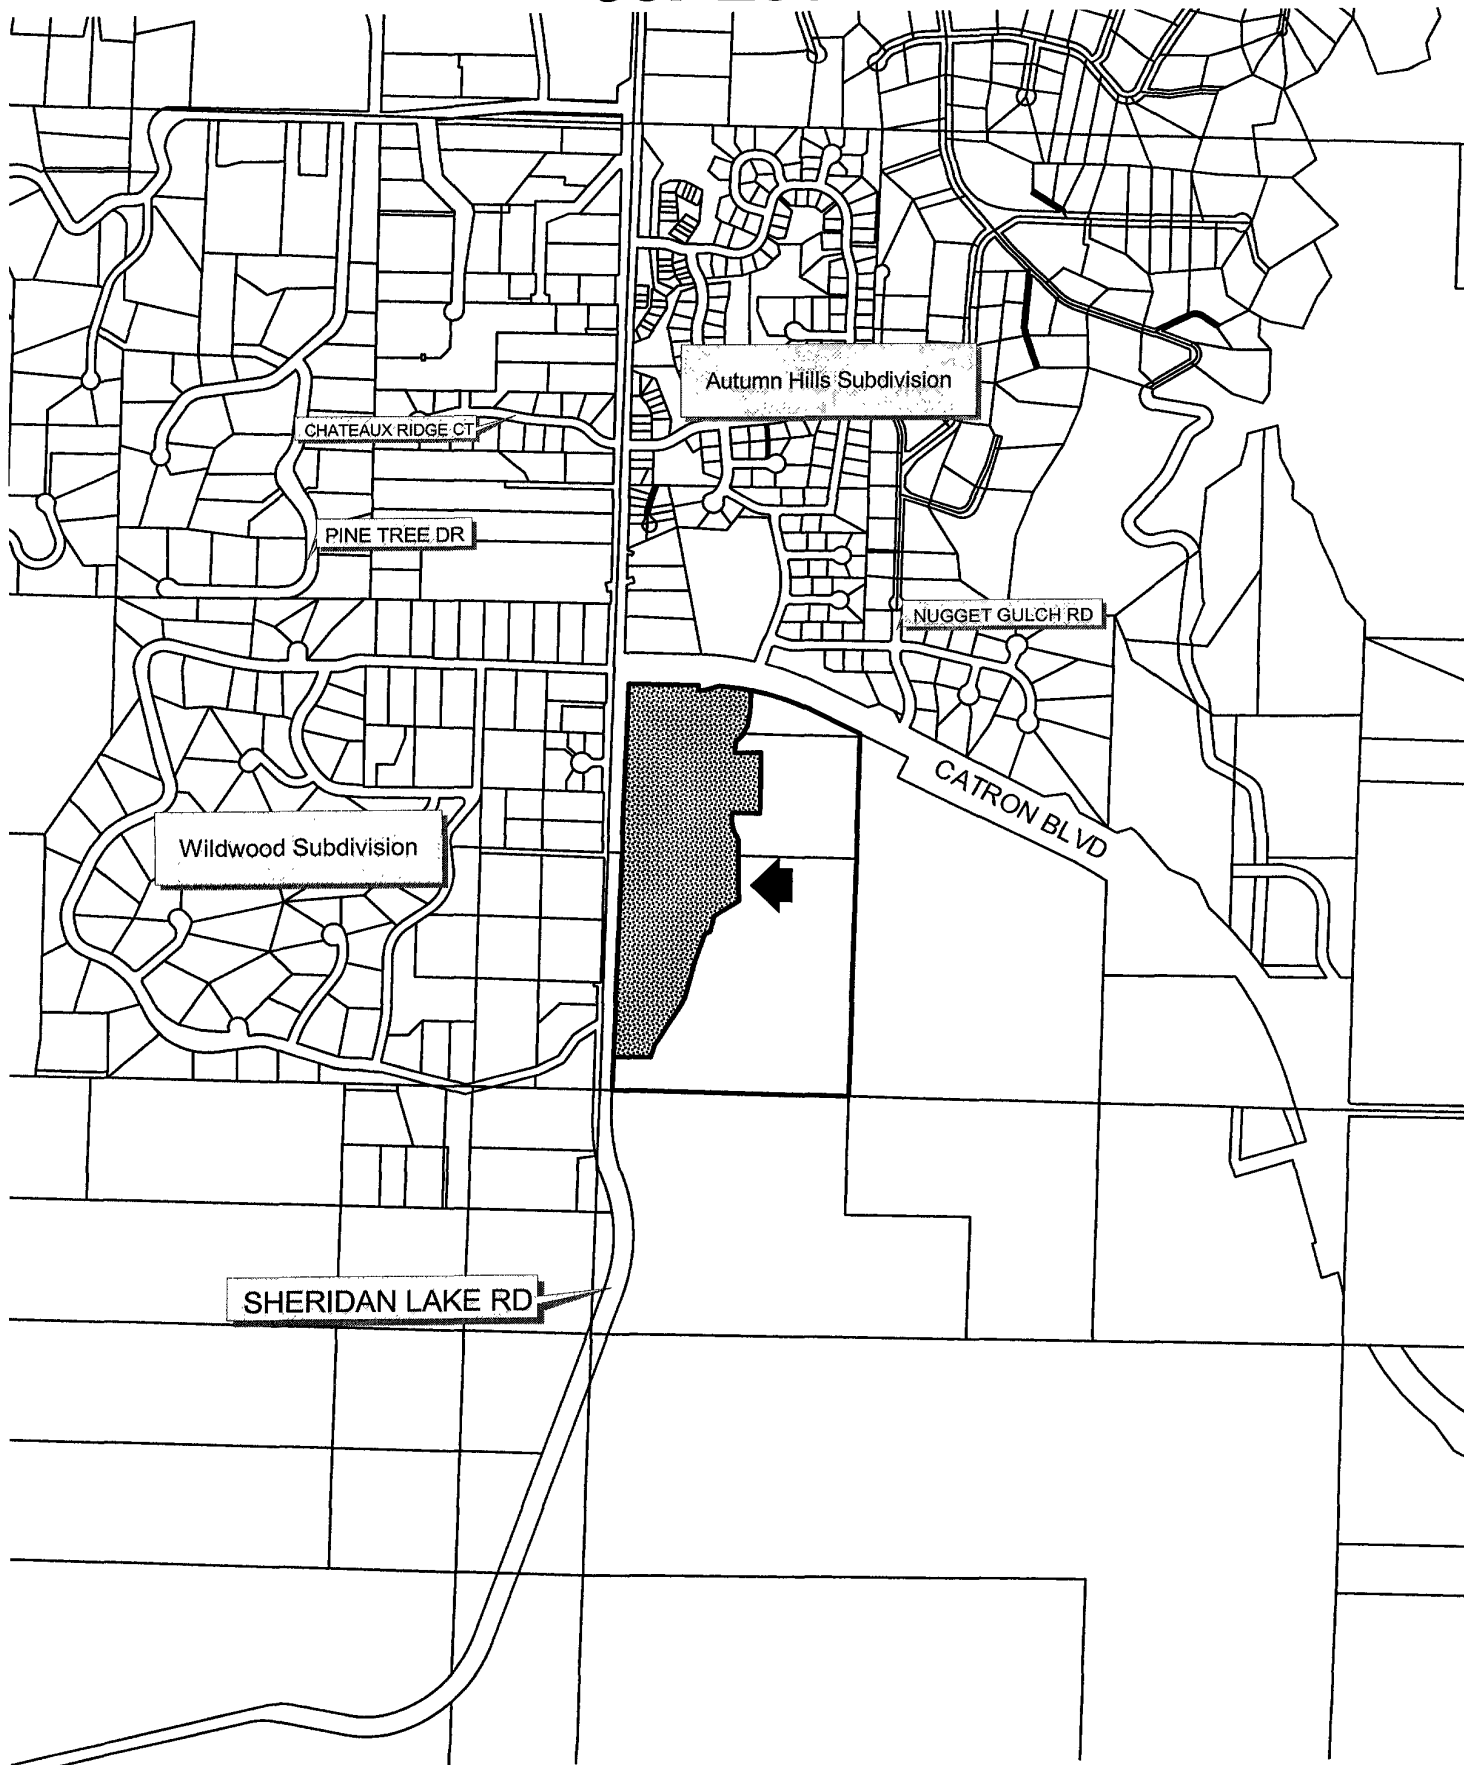 Autumn Hills Subdivision
CHATEAUX RIDGE CT
PINE TREE DR
NUGGET GULCH RD
CATRON BLVD
Wildwood Subdivision
SHERIDAN LAKE RD